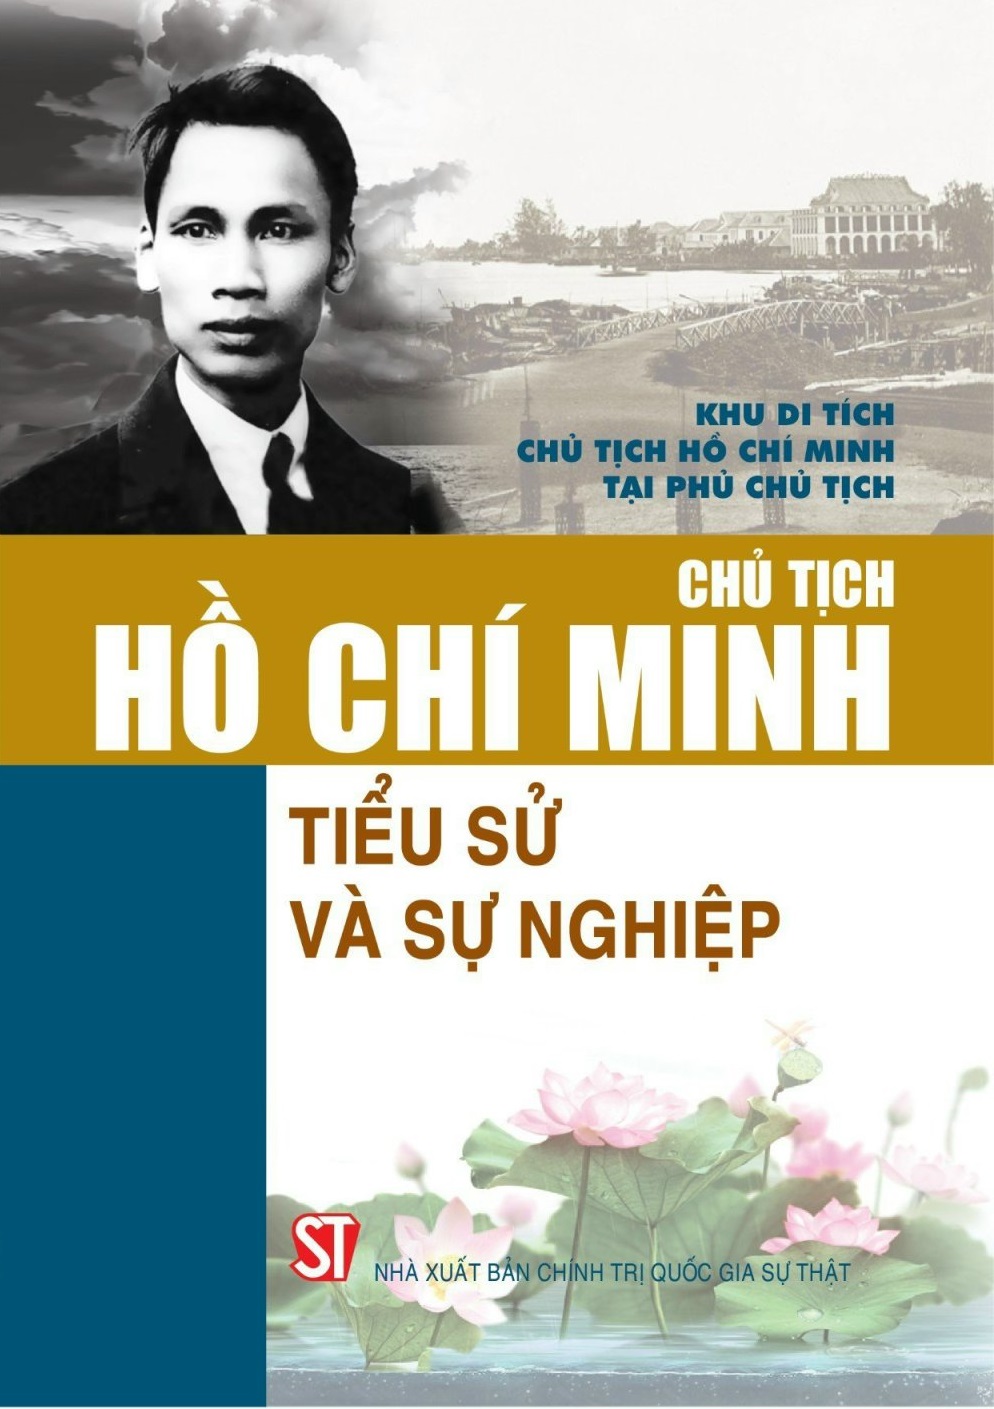 KHU DI TÍCH
CHỦ TỊCH HỒ CHÍ MINH
TẠI PHỦ CHỦ TỊCH
CHỦ TỊCH
HỒ CHÍ MINH
TIỂU SỬ
VÀ SỰ NGHIỆP
ST
NHÀ XUẤT BẢN CHÍNH TRỊ QUỐC GIA SỰ THẬT